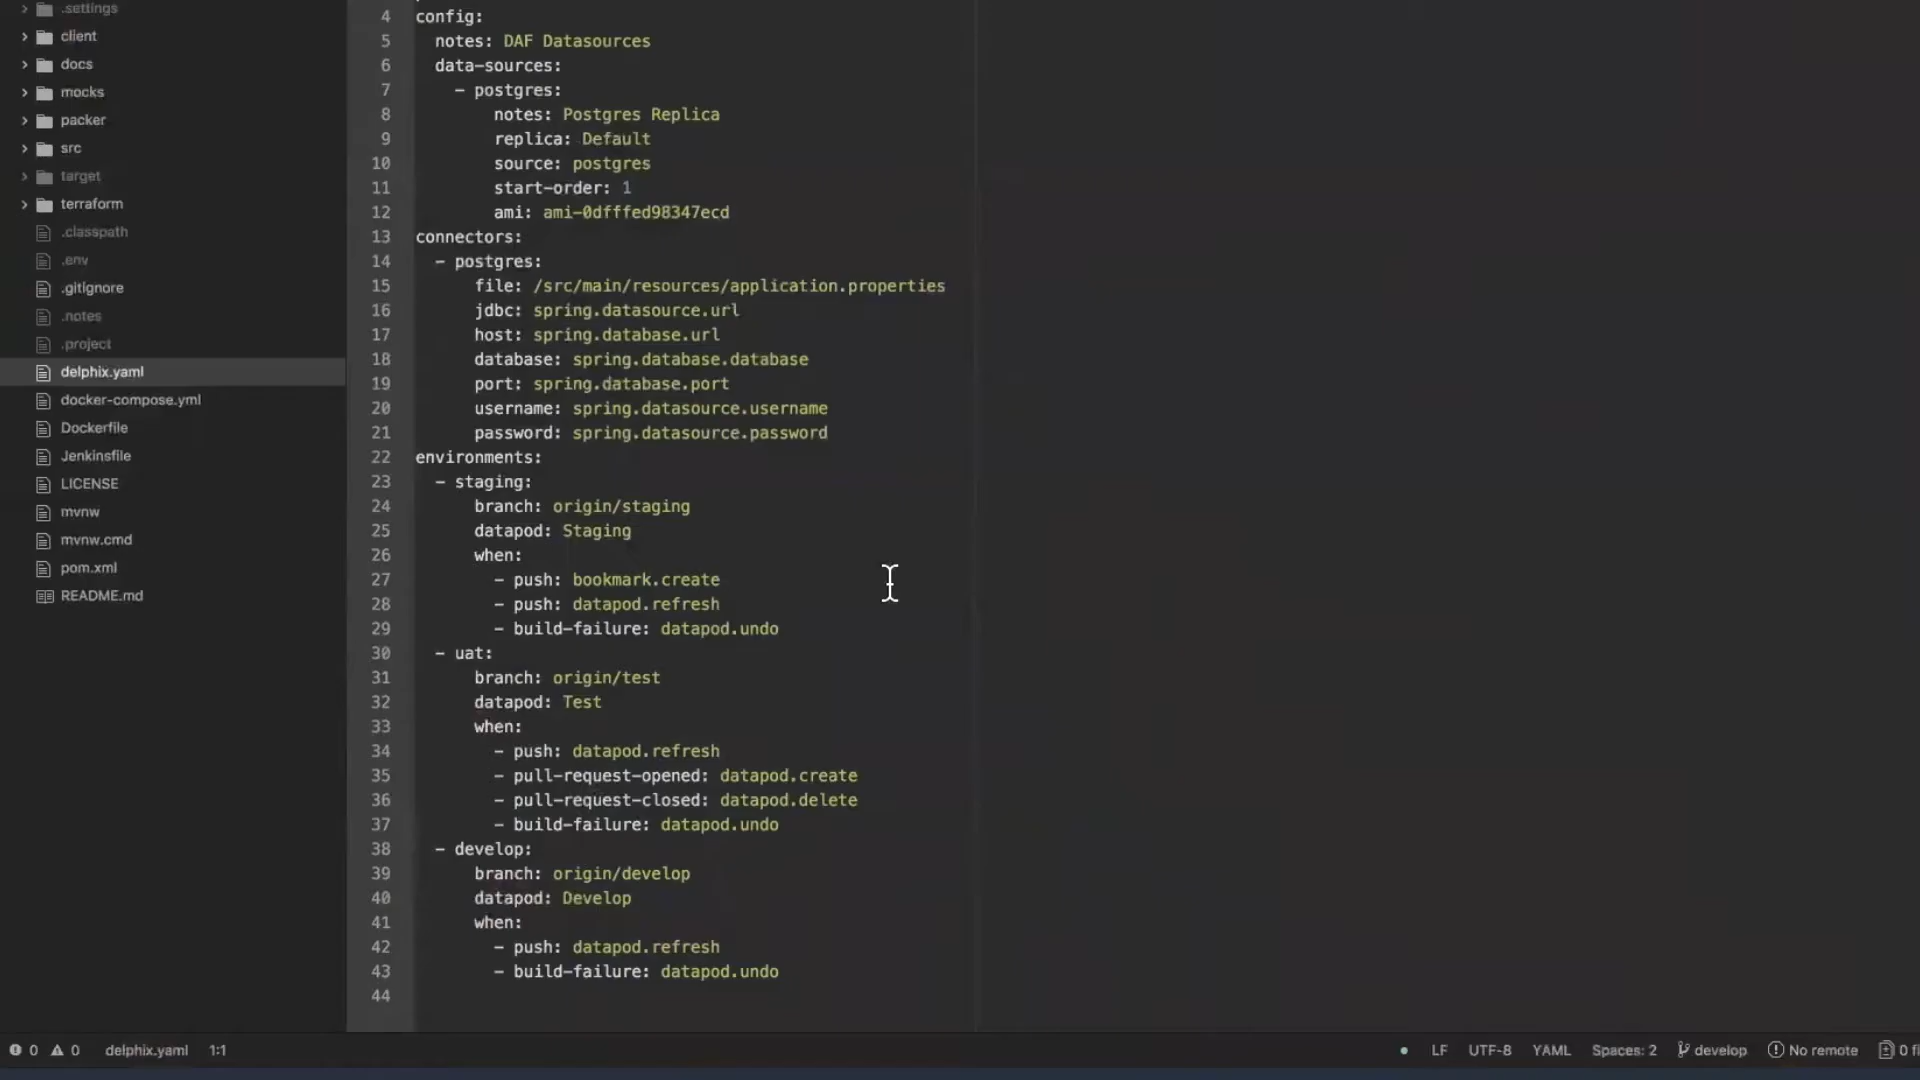 .settings
client
docs
mocks
packer
src
target
terraform
.classpath
.env
.gitignore
.notes
.project
delphix.yaml
docker-compose.yml
Dockerfile
Jenkinsfile
LICENSE
mvnw
mvnw.cmd
pom.xml
README.md
4 config:
5 notes: DAF Datasources
6 data-sources:
7 - postgres:
8 notes: Postgres Replica
9 replica: Default
10 source: postgres
11 start-order: 1
12 ami: ami-0dfffed98347ecd
13 connectors:
14 - postgres:
15 file: /src/main/resources/application.properties
16 jdbc: spring.datasource.url
17 host: spring.database.url
18 database: spring.database.database
19 port: spring.database.port
20 username: spring.datasource.username
21 password: spring.datasource.password
22 environments:
23 - staging:
24 branch: origin/staging
25 datapod: Staging
26 when:
27 - push: bookmark.create
28 - push: datapod.refresh
29 - build-failure: datapod.undo
30 - uat:
31 branch: origin/test
32 datapod: Test
33 when:
34 - push: datapod.refresh
35 - pull-request-opened: datapod.create
36 - pull-request-closed: datapod.delete
37 - build-failure: datapod.undo
38 - develop:
39 branch: origin/develop
40 datapod: Develop
41 when:
42 - push: datapod.refresh
43 - build-failure: datapod.undo
44
0 0 delphix.yaml 1:1 LF UTF-8 YAML Spaces: 2 develop No remote 0 fi